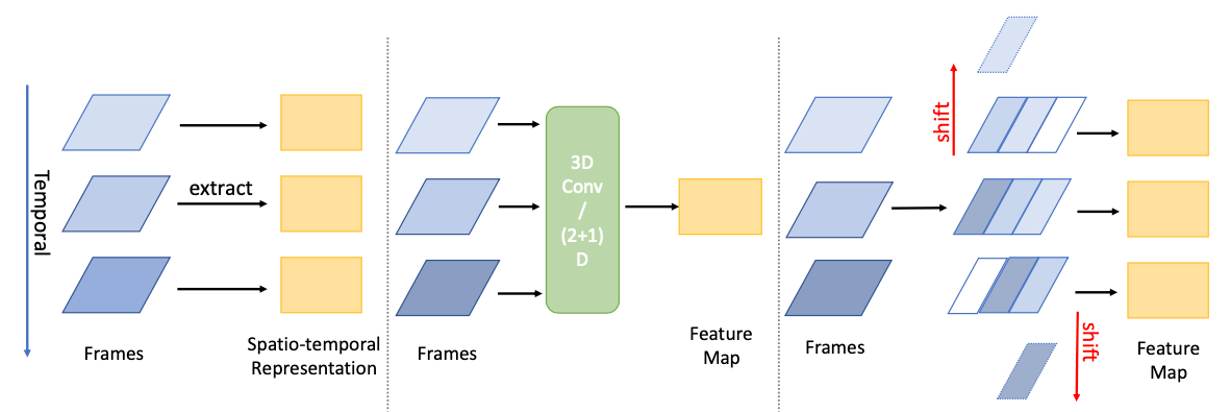 Temporal
extract
Frames
Spatio-temporal
Representation
3D
Conv
/
(2+1)
D
Frames
Feature
Map
shift
shift
Frames
Feature
Map